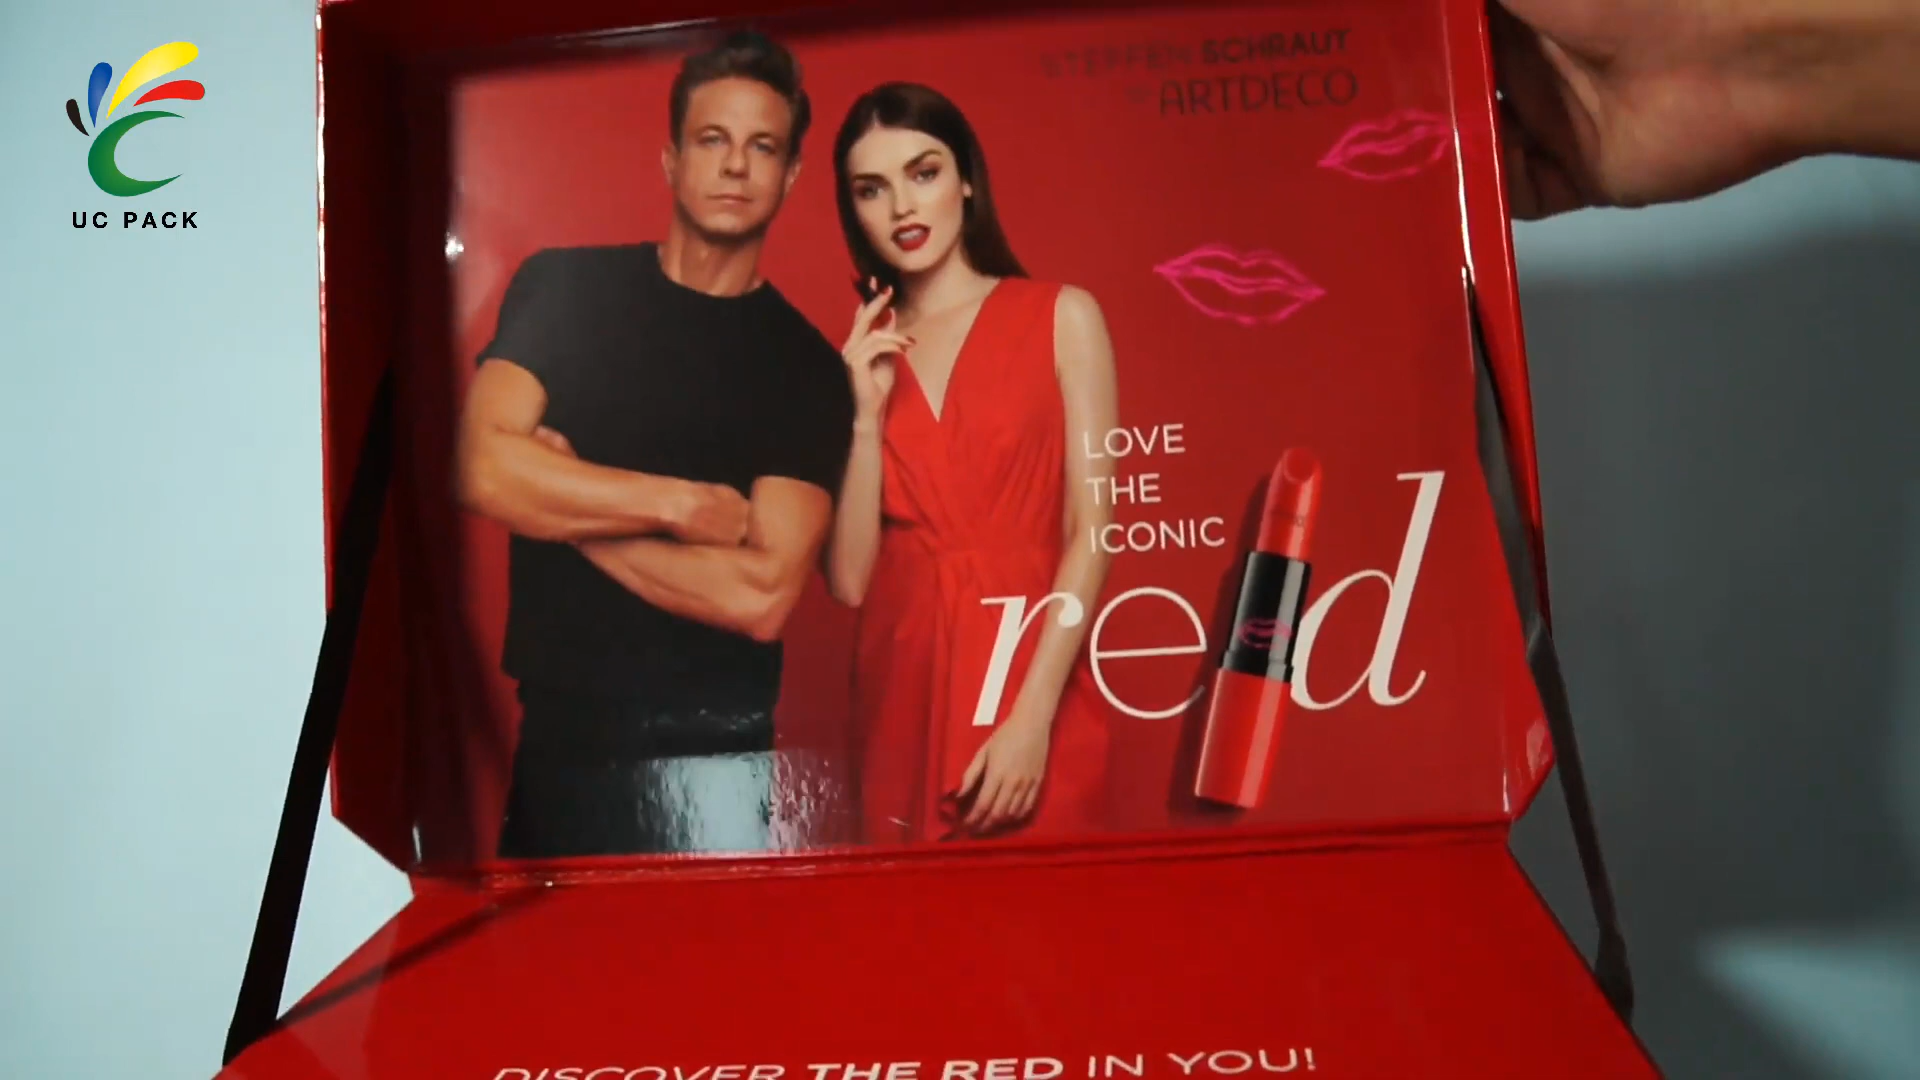 UC PACK
STEFFEN SCHRAUT
ARTDECO
LOVE
THE
ICONIC
red
DISCOVER THE RED IN YOU!